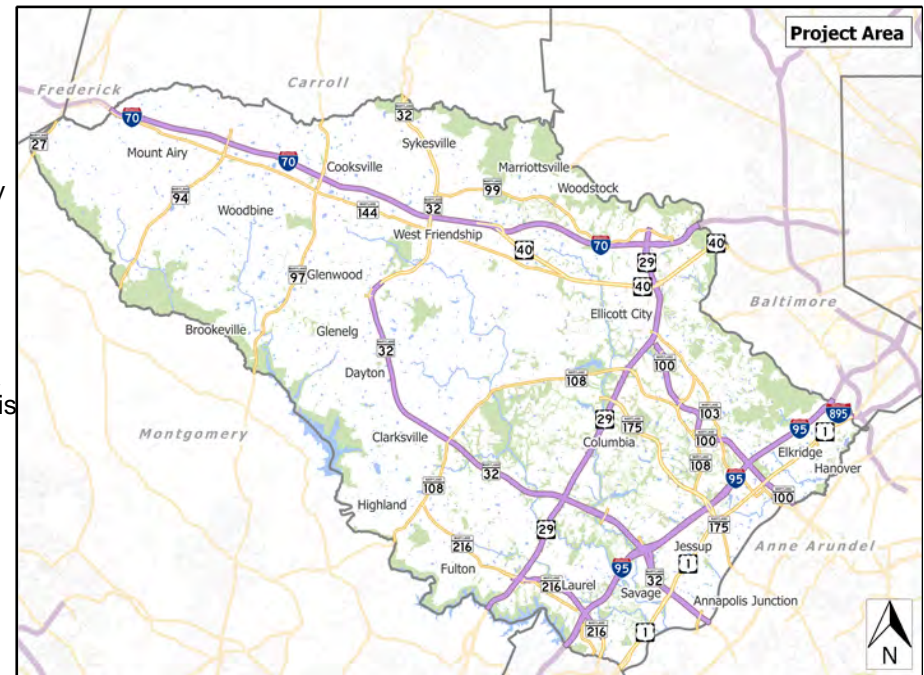 Project Area
Frederick
Carroll
70
32
27
Mount Airy
70
Cooksville
Sykesville
Marriottsville
99
Woodstock
y
94
Woodbine
144
32
West Friendship
40
70
40
29
97
Glenwood
40
Baltimore
Ellicott City
Brookeville
Glenelg
32
100
Dayton
108
is
29
175
103
895
95
1
Montgomery
Clarksville
Columbia
100
Elkridge
32
108
95
Hanover
108
100
Highland
29
175
216
Jessup
Anne Arundel
Fulton
95
1
216
Laurel
32
Savage
Annapolis Junction
216
1
N